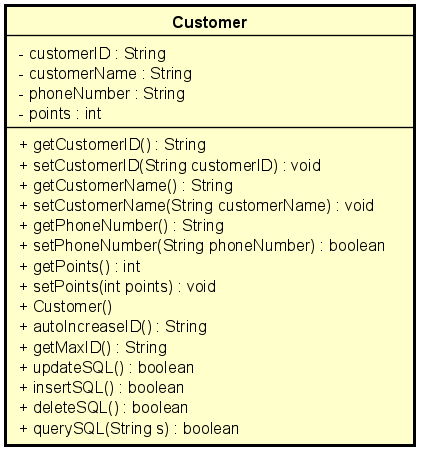 Customer
- customerID : String
- customerName : String
- phoneNumber : String
- points : int
+ getCustomerID() : String
+ setCustomerID(String customerID) : void
+ getCustomerName() : String
+ setCustomerName(String customerName) : void
+ getPhoneNumber() : String
+ setPhoneNumber(String phoneNumber) : boolean
+ getPoints() : int
+ setPoints(int points) : void
+ Customer()
+ autoIncreaseID() : String
+ getMaxID() : String
+ updateSQL() : boolean
+ insertSQL() : boolean
+ deleteSQL() : boolean
+ querySQL(String s) : boolean